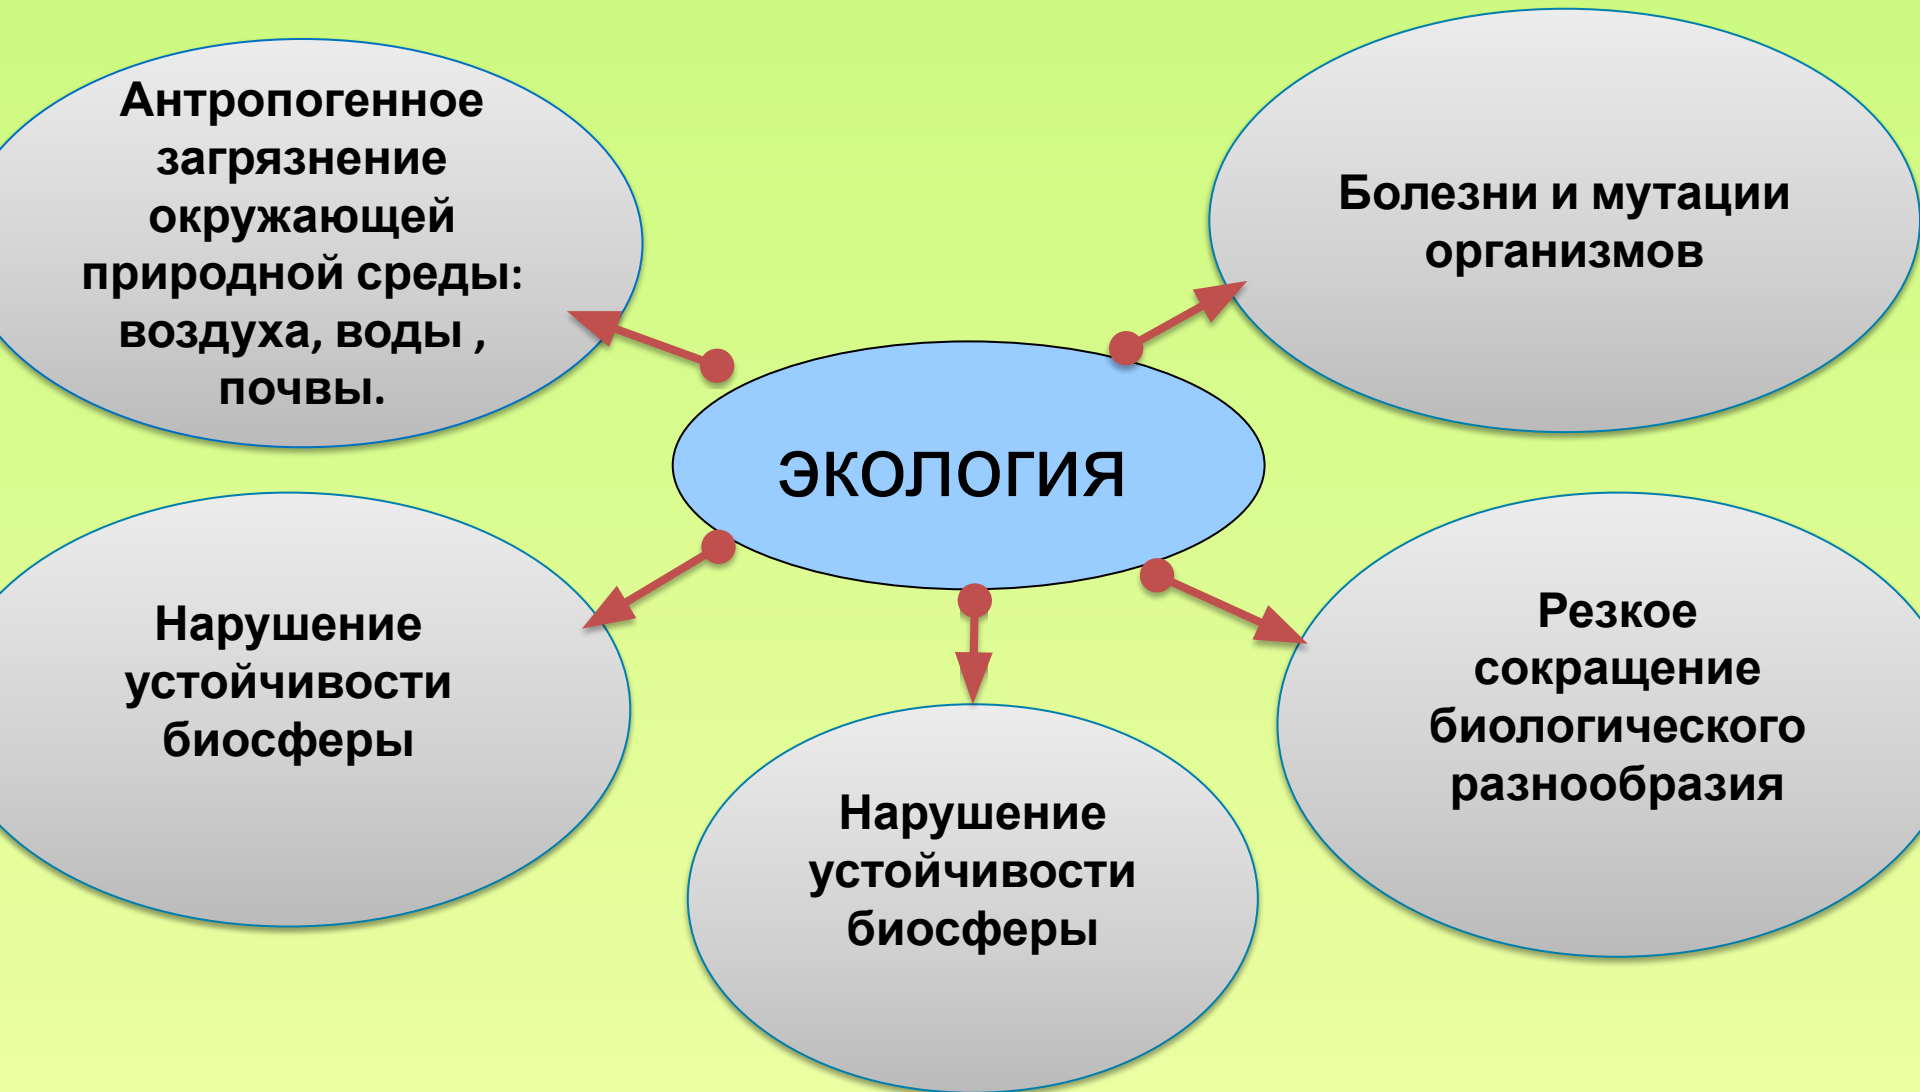 Антропогенное
загрязнение
окружающей
природной среды:
воздуха, воды ,
почвы.
Болезни и мутации
организмов
экология
Нарушение
устойчивости
биосферы
Нарушение
устойчивости
биосферы
Резкое
сокращение
биологического
разнообразия